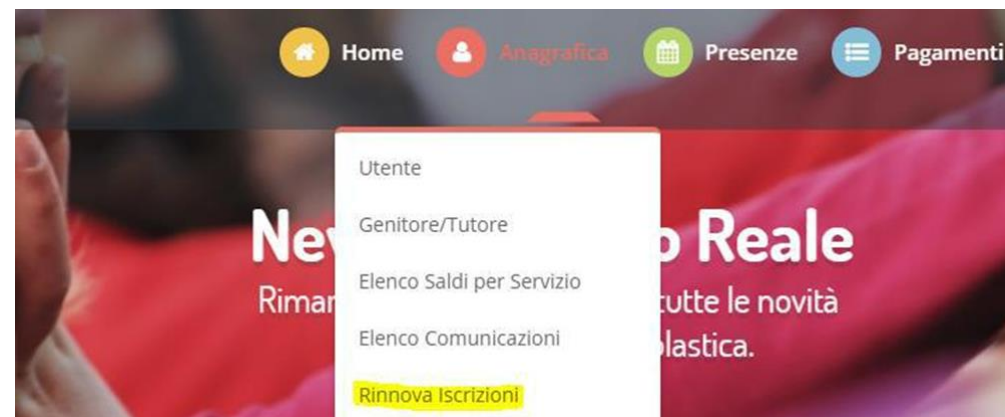 Home Anagrafica Presenze Pagamenti
Utente
Genitore/Tutore
Reale
Elenco Saldi per Servizio
tutte le novità
Elenco Comunicazioni
Rinnova Iscrizioni